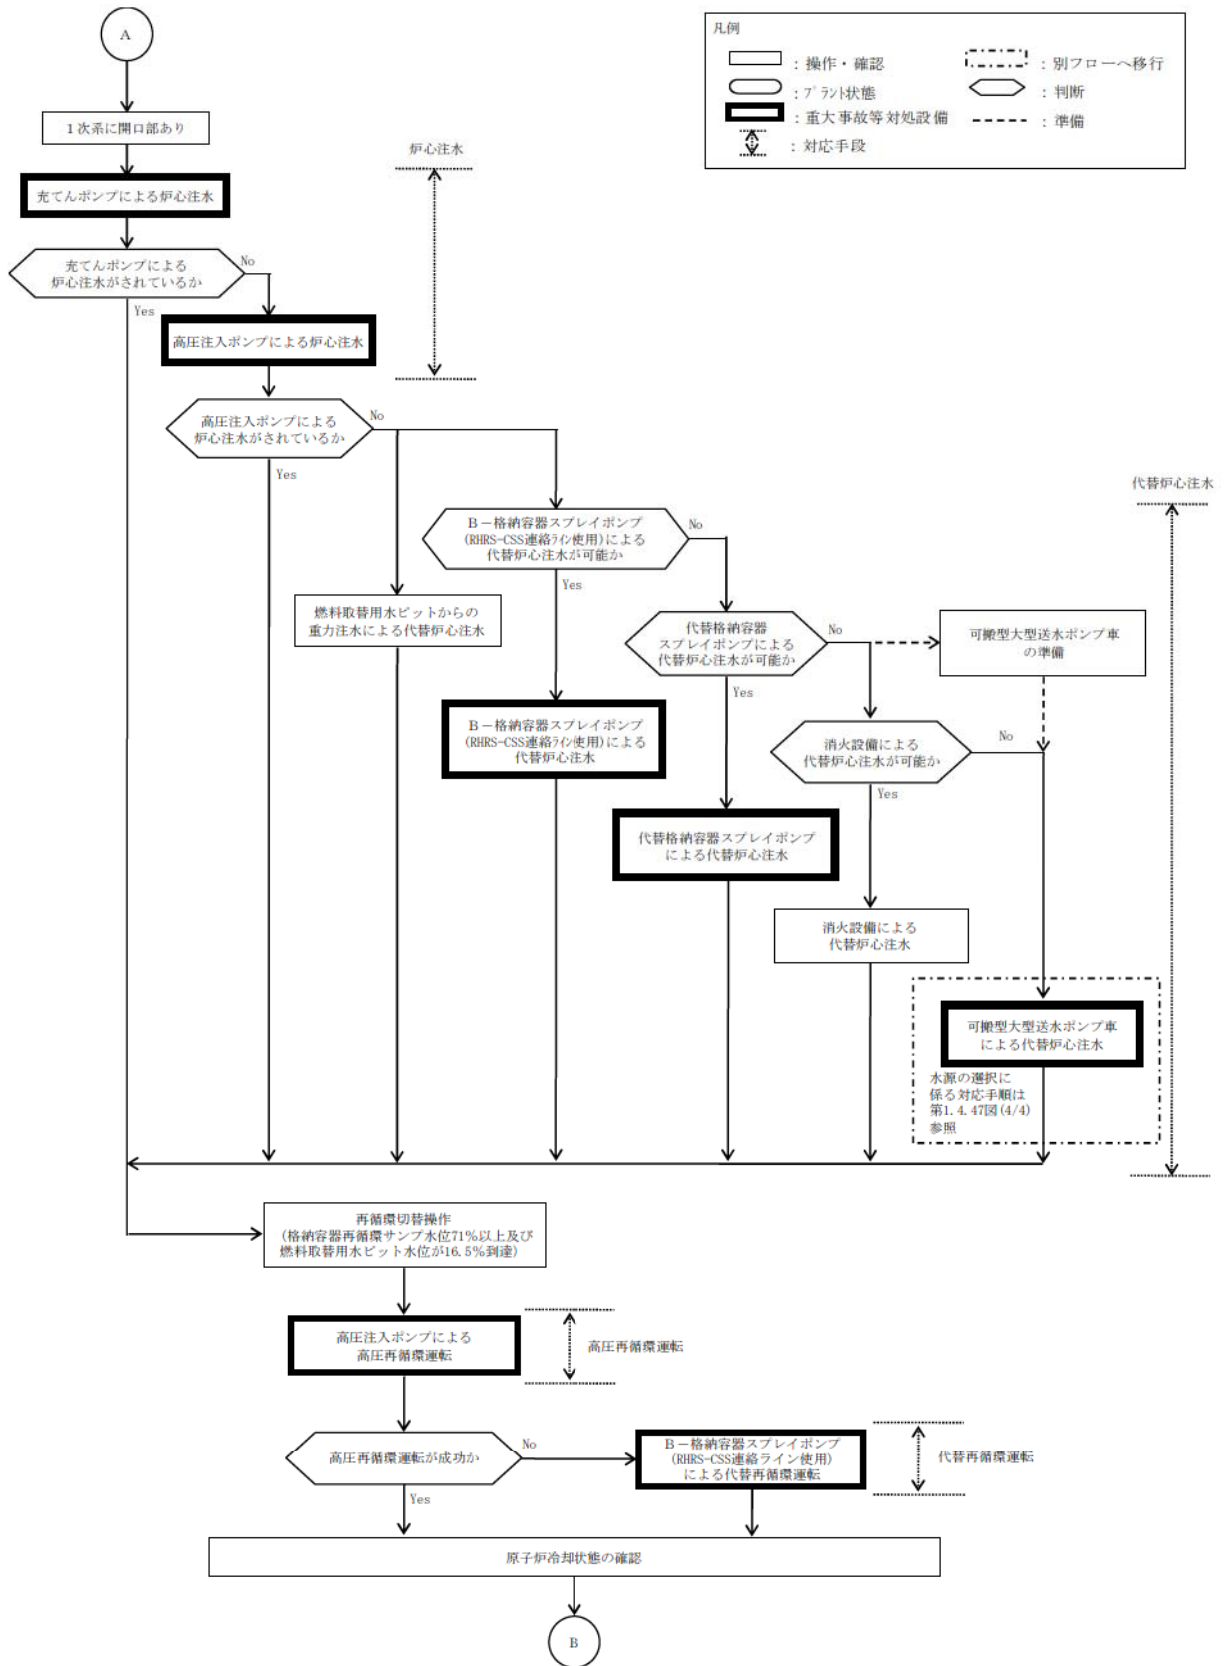 A
凡例
：操作・確認
：プラント状態
：重大事故等対処設備
：対応手段
：別フローへ移行
：判断
：準備
1次系に開口部あり
炉心注水
充てんポンプによる炉心注水
充てんポンプによる
炉心注水がされているか
No
Yes
高圧注入ポンプによる炉心注水
高圧注入ポンプによる
炉心注水がされているか
No
Yes
代替炉心注水
B－格納容器スプレイポンプ
(RHRS-CSS連絡ライン使用)による
代替炉心注水が可能か
No
Yes
燃料取替用水ピットからの
重力注水による代替炉心注水
代替格納容器
スプレイポンプによる
代替炉心注水が可能か
No
Yes
可搬型大型送水ポンプ車
の準備
B－格納容器スプレイポンプ
(RHRS-CSS連絡ライン使用)による
代替炉心注水
消火設備による
代替炉心注水が可能か
No
Yes
代替格納容器スプレイポンプ
による代替炉心注水
消火設備による
代替炉心注水
可搬型大型送水ポンプ車
による代替炉心注水
水源の選択に
係る対応手順は
第1.4.47図(4/4)
参照
再循環切替操作
(格納容器再循環サンプ水位71%以上及び
燃料取替用水ピット水位が16.5%到達)
高圧注入ポンプによる
高圧再循環運転
高圧再循環運転
高圧再循環運転が成功か
No
Yes
B－格納容器スプレイポンプ
(RHRS-CSS連絡ライン使用)
による代替再循環運転
代替再循環運転
原子炉冷却状態の確認
B